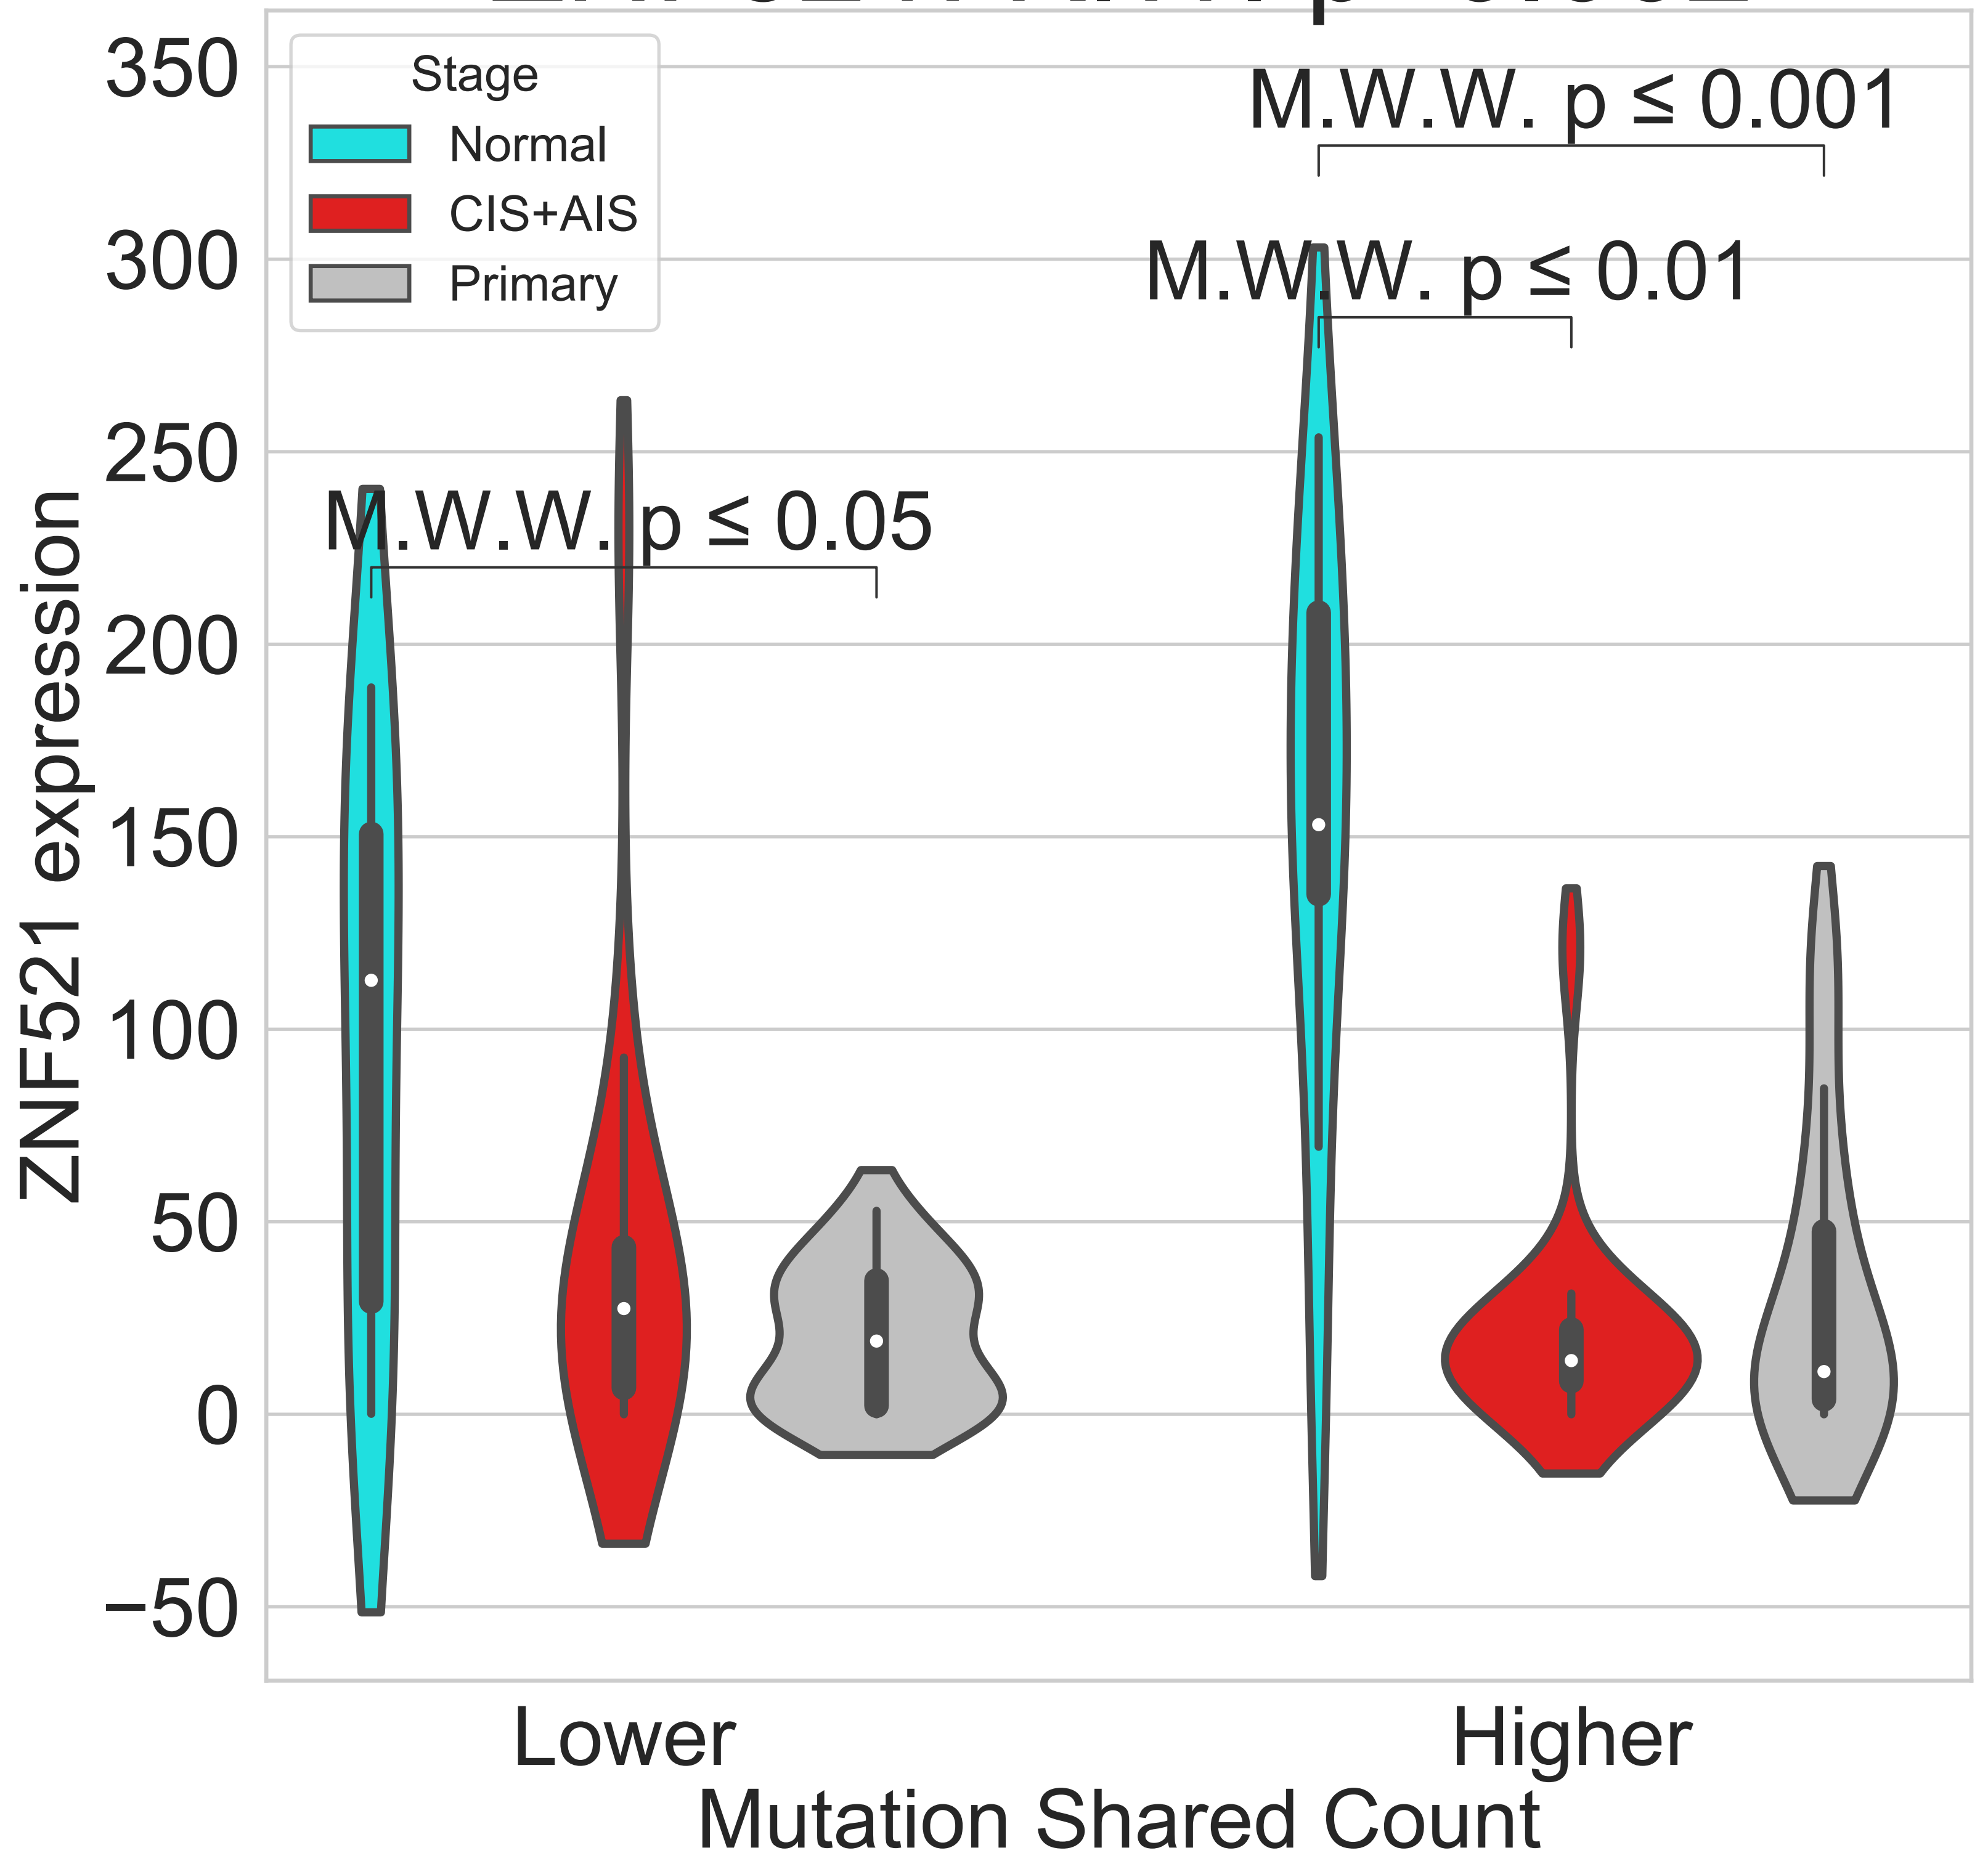 350
300
250
200
150
100
50
0
−50
ZNF521 expression
Stage
Normal
CIS+AIS
Primary
M.W.W. p ≤ 0.001
M.W.W. p ≤ 0.01
M.W.W. p ≤ 0.05
Lower
Higher
Mutation Shared Count